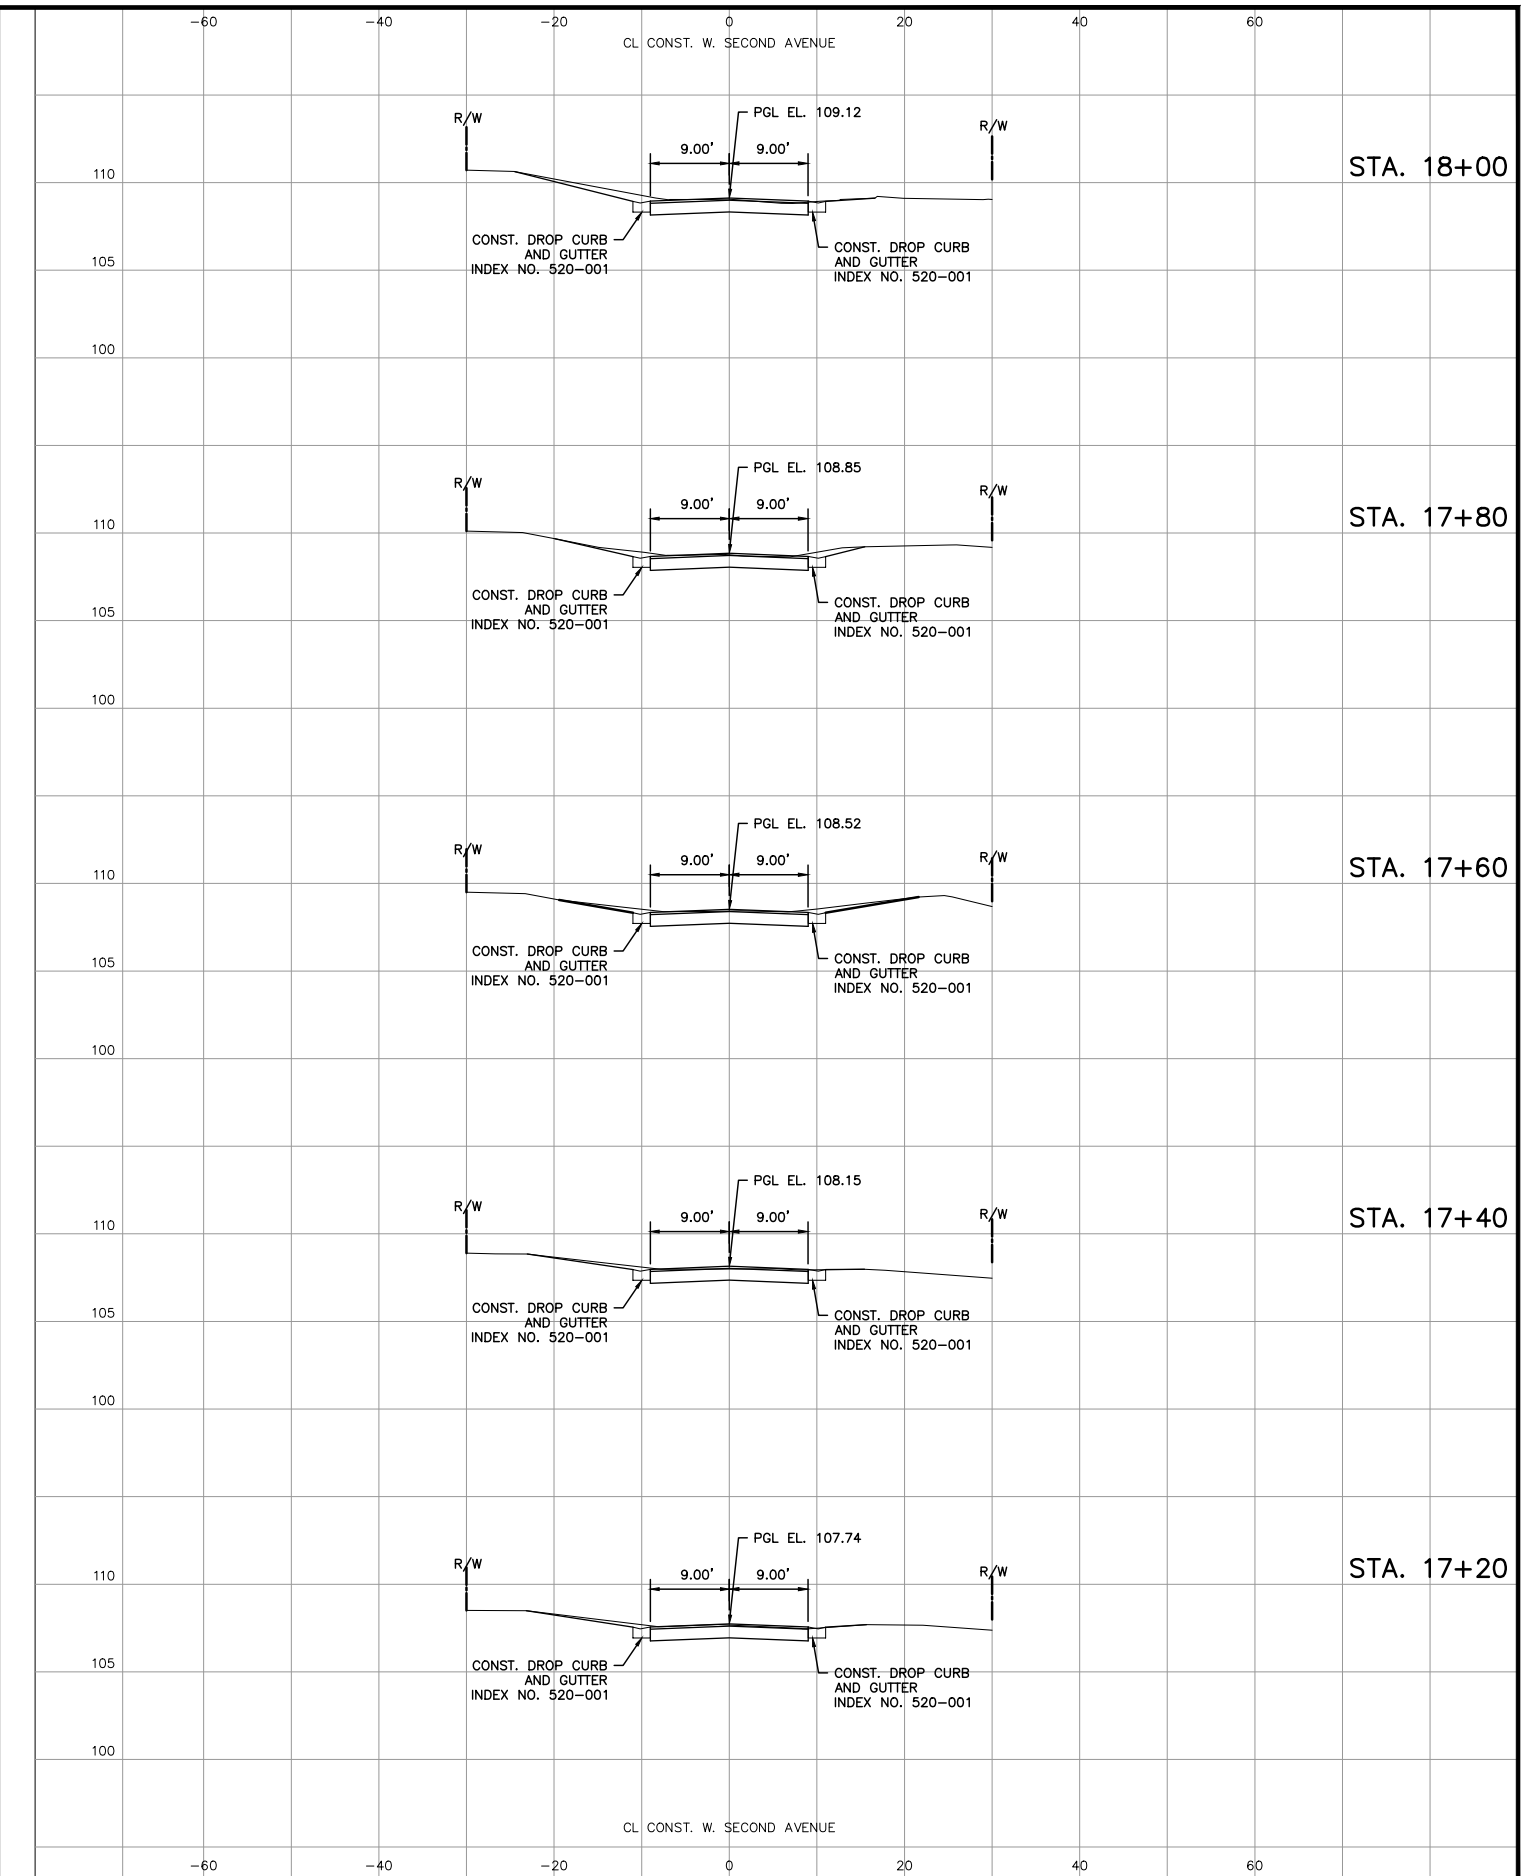 -60 -40 -20 0 20 40 60
CL CONST. W. SECOND AVENUE
R/W
PGL EL. 109.12
R/W
9.00' 9.00'
STA. 18+00
110
CONST. DROP CURB
AND GUTTER
INDEX NO. 520-001
CONST. DROP CURB
AND GUTTER
INDEX NO. 520-001
105
100
PGL EL. 108.85
R/W
R/W
9.00' 9.00'
STA. 17+80
110
CONST. DROP CURB
AND GUTTER
INDEX NO. 520-001
CONST. DROP CURB
AND GUTTER
INDEX NO. 520-001
105
100
PGL EL. 108.52
R/W
R/W
9.00' 9.00'
STA. 17+60
110
CONST. DROP CURB
AND GUTTER
INDEX NO. 520-001
CONST. DROP CURB
AND GUTTER
INDEX NO. 520-001
105
100
PGL EL. 108.15
R/W
R/W
9.00' 9.00'
STA. 17+40
110
CONST. DROP CURB
AND GUTTER
INDEX NO. 520-001
CONST. DROP CURB
AND GUTTER
INDEX NO. 520-001
105
100
PGL EL. 107.74
R/W
R/W
9.00' 9.00'
STA. 17+20
110
CONST. DROP CURB
AND GUTTER
INDEX NO. 520-001
CONST. DROP CURB
AND GUTTER
INDEX NO. 520-001
105
100
CL CONST. W. SECOND AVENUE
-60 -40 -20 0 20 40 60